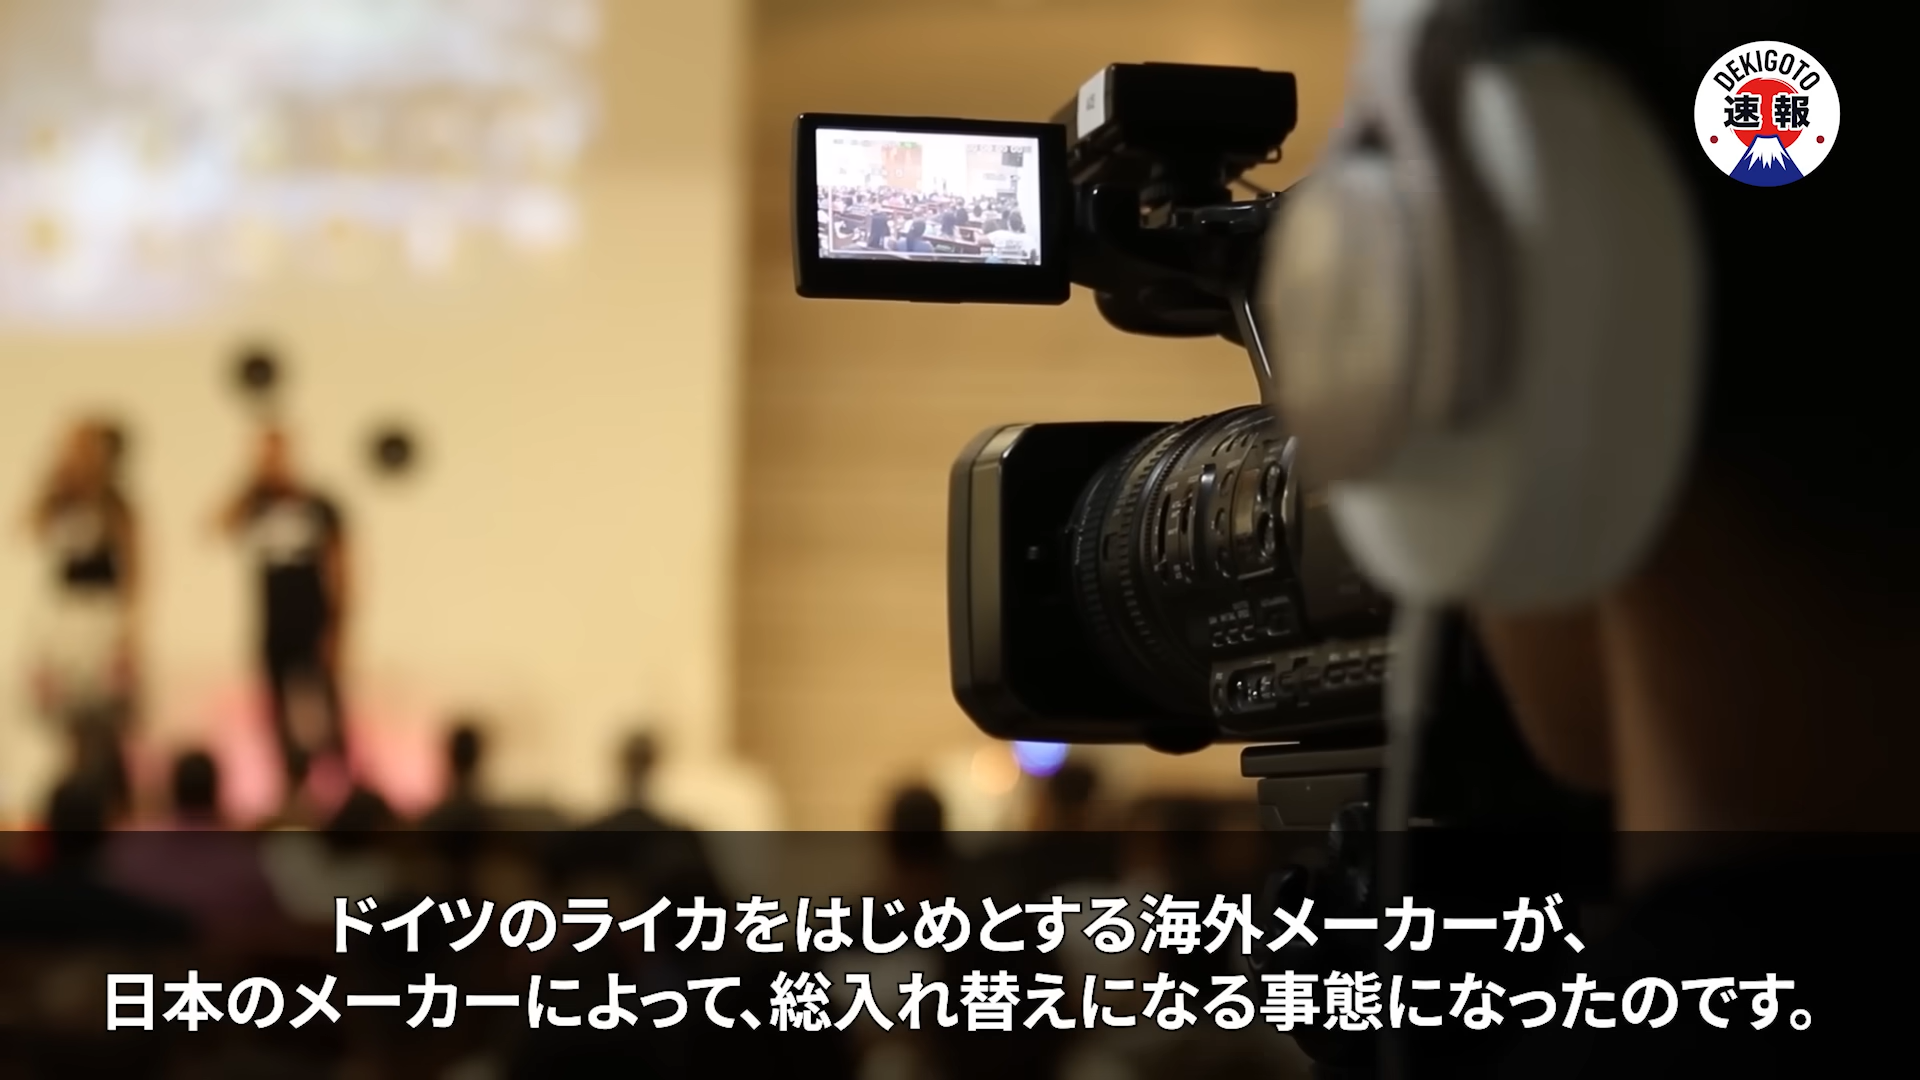 DEKIGOTO
速報
ドイツのライカをはじめとする海外メーカーが、
日本のメーカーによって、総入れ替えになる事態になったのです。